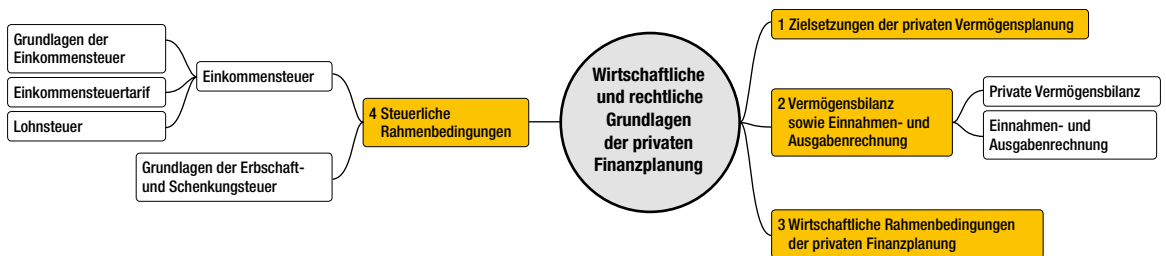 Grundlagen der
Einkommensteuer
Einkommensteuertarif
Lohnsteuer
Einkommensteuer
Grundlagen der Erbschaft-
und Schenkungsteuer
4 Steuerliche
Rahmenbedingungen
Wirtschaftliche
und rechtliche
Grundlagen
der privaten
Finanzplanung
1 Zielsetzungen der privaten Vermögensplanung
2 Vermögensbilanz
sowie Einnahmen- und
Ausgabenrechnung
Private Vermögensbilanz
Einnahmen- und
Ausgabenrechnung
3 Wirtschaftliche Rahmenbedingungen
der privaten Finanzplanung